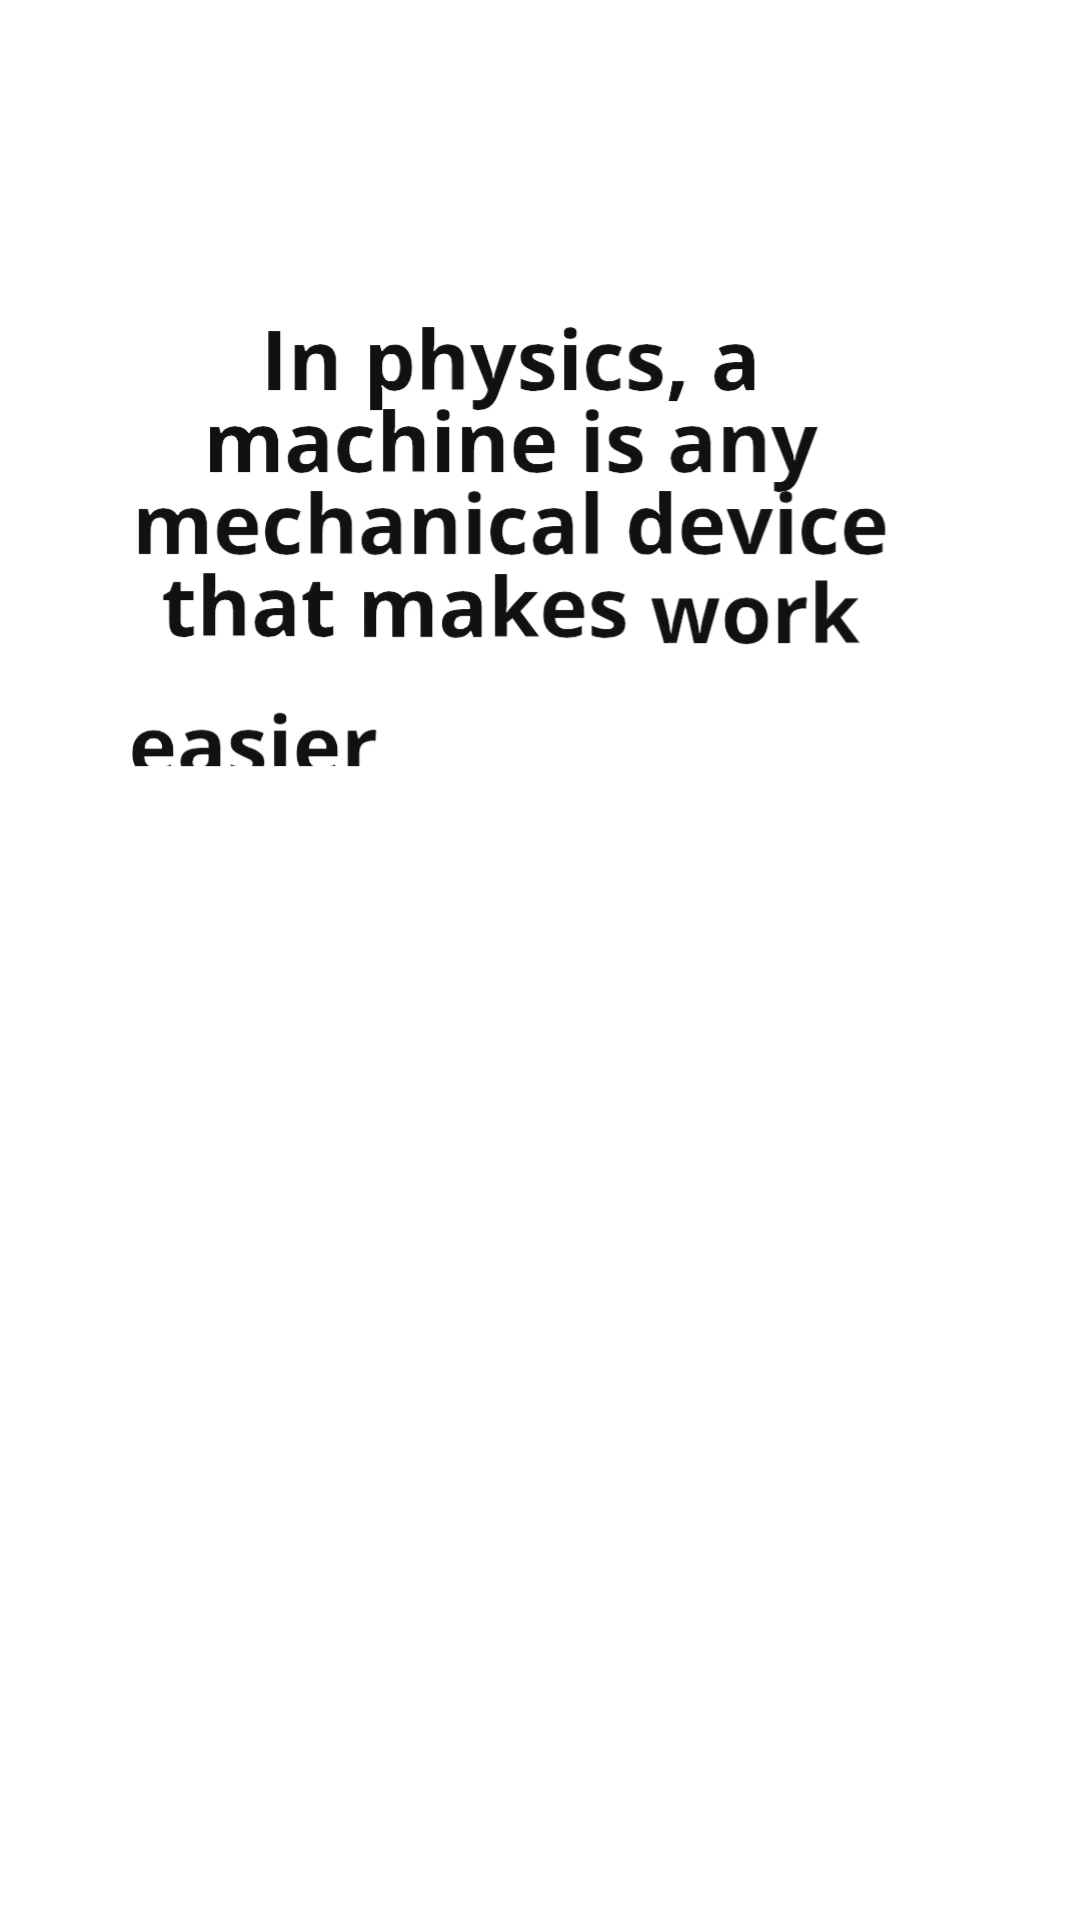 In physics, a
machine is any
mechanical device
that makes work
easier